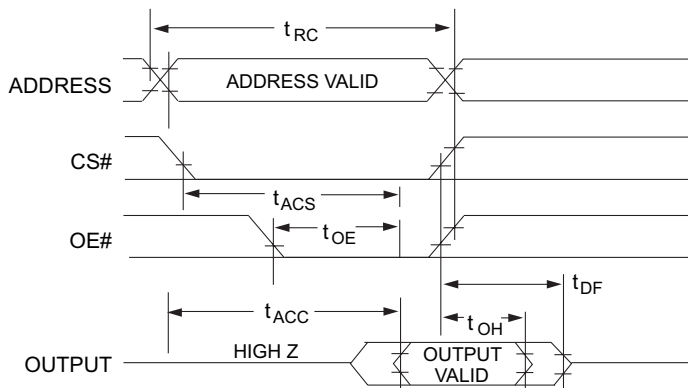 tRC
ADDRESS
ADDRESS VALID
CS#
tACS
OE#
tOE
tDF
tACC
tOH
OUTPUT
HIGH Z
OUTPUT
VALID